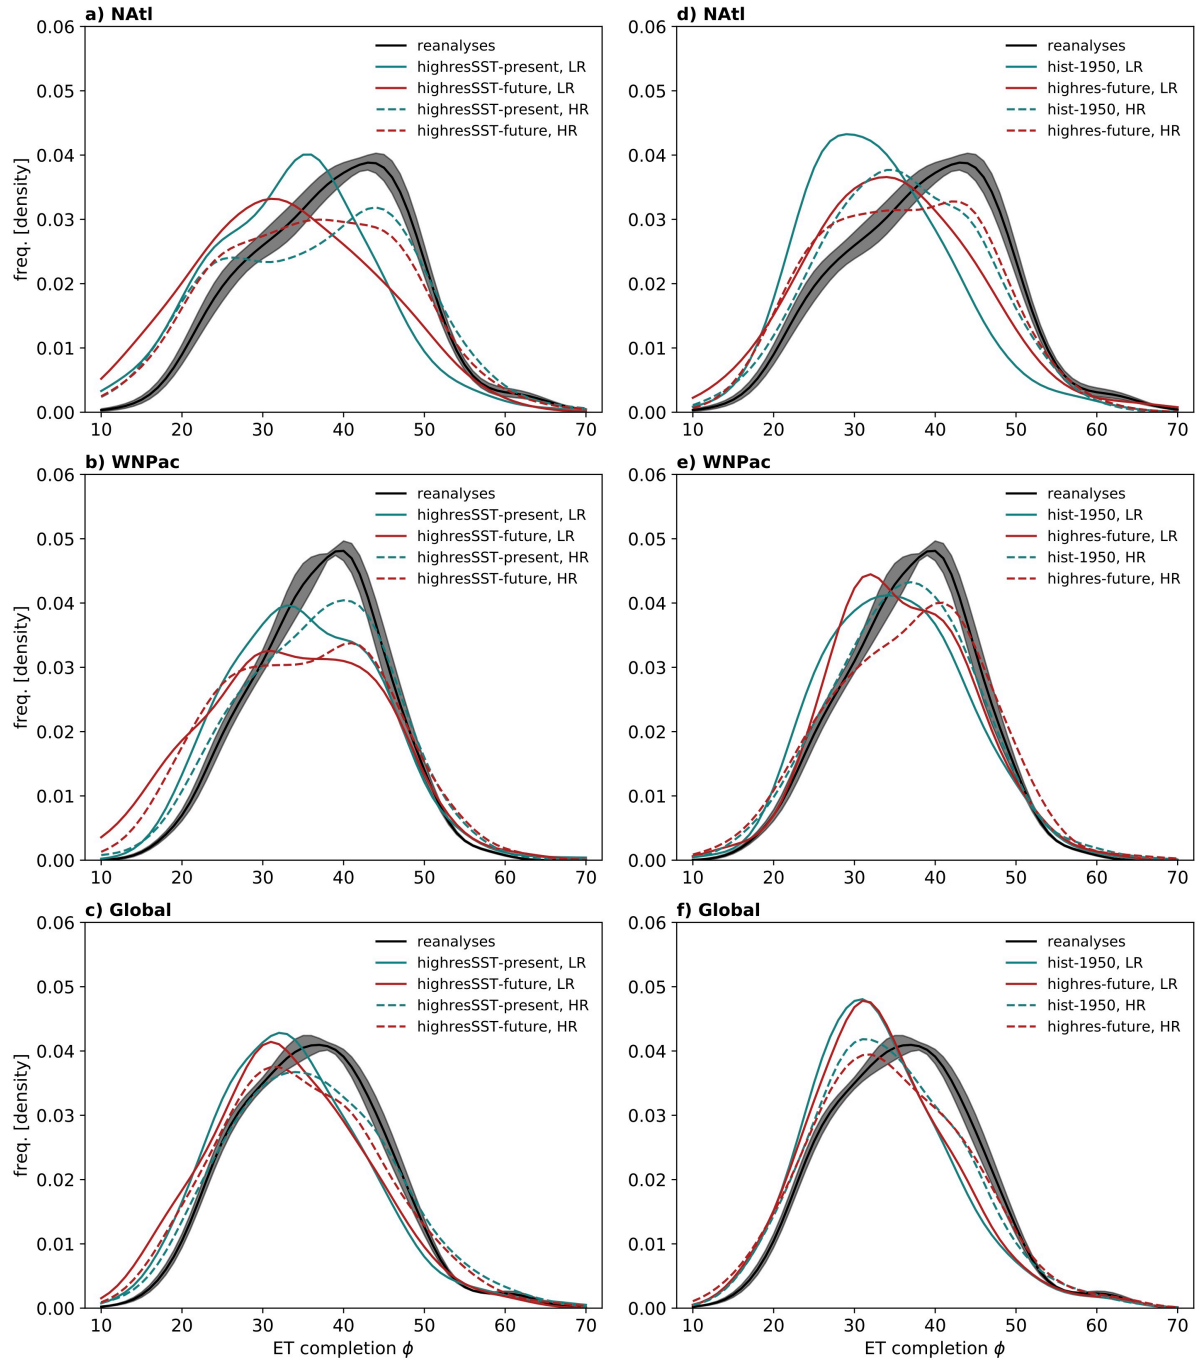 a) NAtl
0.06
0.05
0.04
0.03
0.02
0.01
0.00
freq. [density]
reanalyses
highresSST-present, LR
highresSST-future, LR
highresSST-present, HR
highresSST-future, HR
10 20 30 40 50 60 70
d) NAtl
0.06
0.05
0.04
0.03
0.02
0.01
0.00
reanalyses
hist-1950, LR
highres-future, LR
hist-1950, HR
highres-future, HR
10 20 30 40 50 60 70
b) WNPac
0.06
0.05
0.04
0.03
0.02
0.01
0.00
freq. [density]
reanalyses
highresSST-present, LR
highresSST-future, LR
highresSST-present, HR
highresSST-future, HR
10 20 30 40 50 60 70
e) WNPac
0.06
0.05
0.04
0.03
0.02
0.01
0.00
reanalyses
hist-1950, LR
highres-future, LR
hist-1950, HR
highres-future, HR
10 20 30 40 50 60 70
c) Global
0.06
0.05
0.04
0.03
0.02
0.01
0.00
freq. [density]
reanalyses
highresSST-present, LR
highresSST-future, LR
highresSST-present, HR
highresSST-future, HR
10 20 30 40 50 60 70
ET completion ϕ
f) Global
0.06
0.05
0.04
0.03
0.02
0.01
0.00
reanalyses
hist-1950, LR
highres-future, LR
hist-1950, HR
highres-future, HR
10 20 30 40 50 60 70
ET completion ϕ